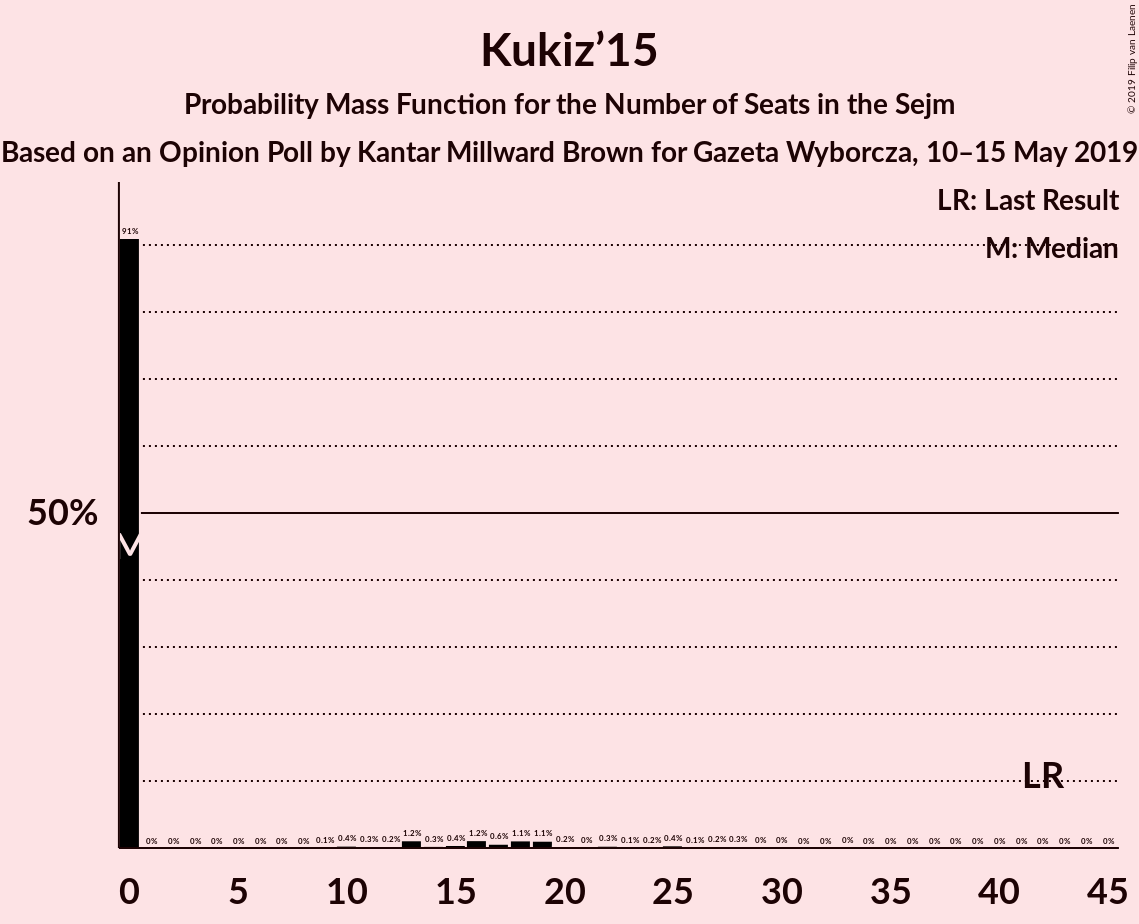 Kukiz’15
Probability Mass Function for the Number of Seats in the Sejm
Based on an Opinion Poll by Kantar Millward Brown for Gazeta Wyborcza, 10–15 May 2019
© 2019 Filip van Laenen
LR: Last Result
M: Median
91%
50%
LR
0% 0% 0% 0% 0% 0% 0% 0% 0.1% 0.4% 0.3% 0.2% 1.2% 0.3% 0.4% 1.2% 0.6% 1.1% 1.1% 0.2% 0% 0.3% 0.1% 0.2% 0.4% 0.1% 0.2% 0.3% 0% 0% 0% 0% 0% 0% 0% 0% 0% 0% 0% 0% 0% 0% 0% 0% 0%
0 5 10 15 20 25 30 35 40 45